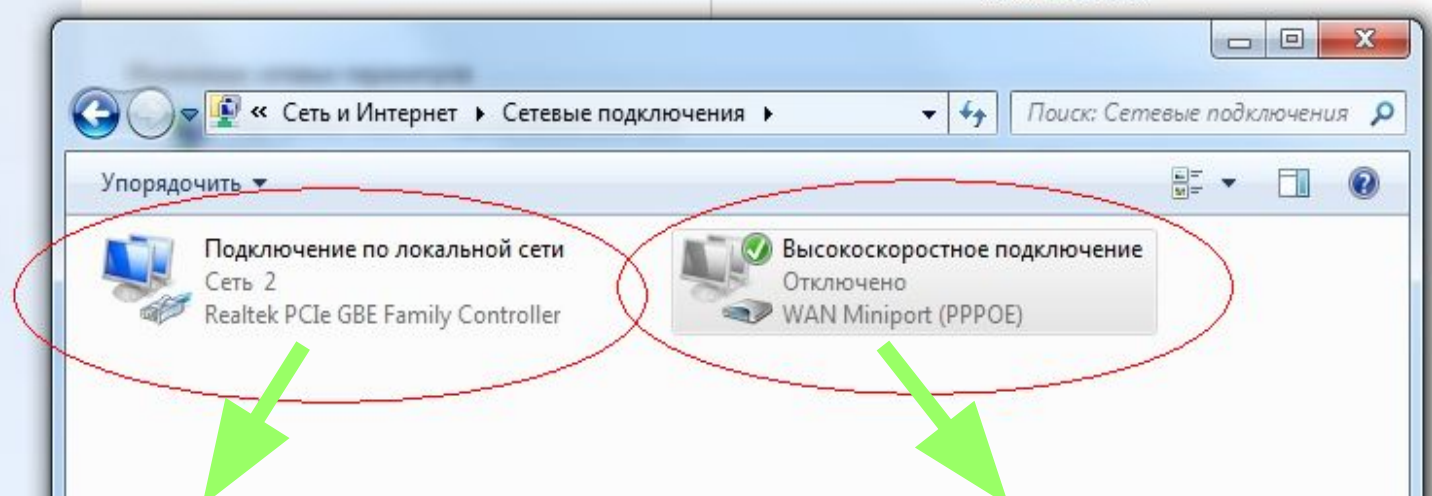 « Сеть и Интернет Сетевые подключения
Поиск: Сетевые подключения
Упорядочить
Подключение по локальной сети
Сеть 2
Realtek PCIe GBE Family Controller
Высокоскоростное подключение
Отключено
WAN Miniport (PPPOE)